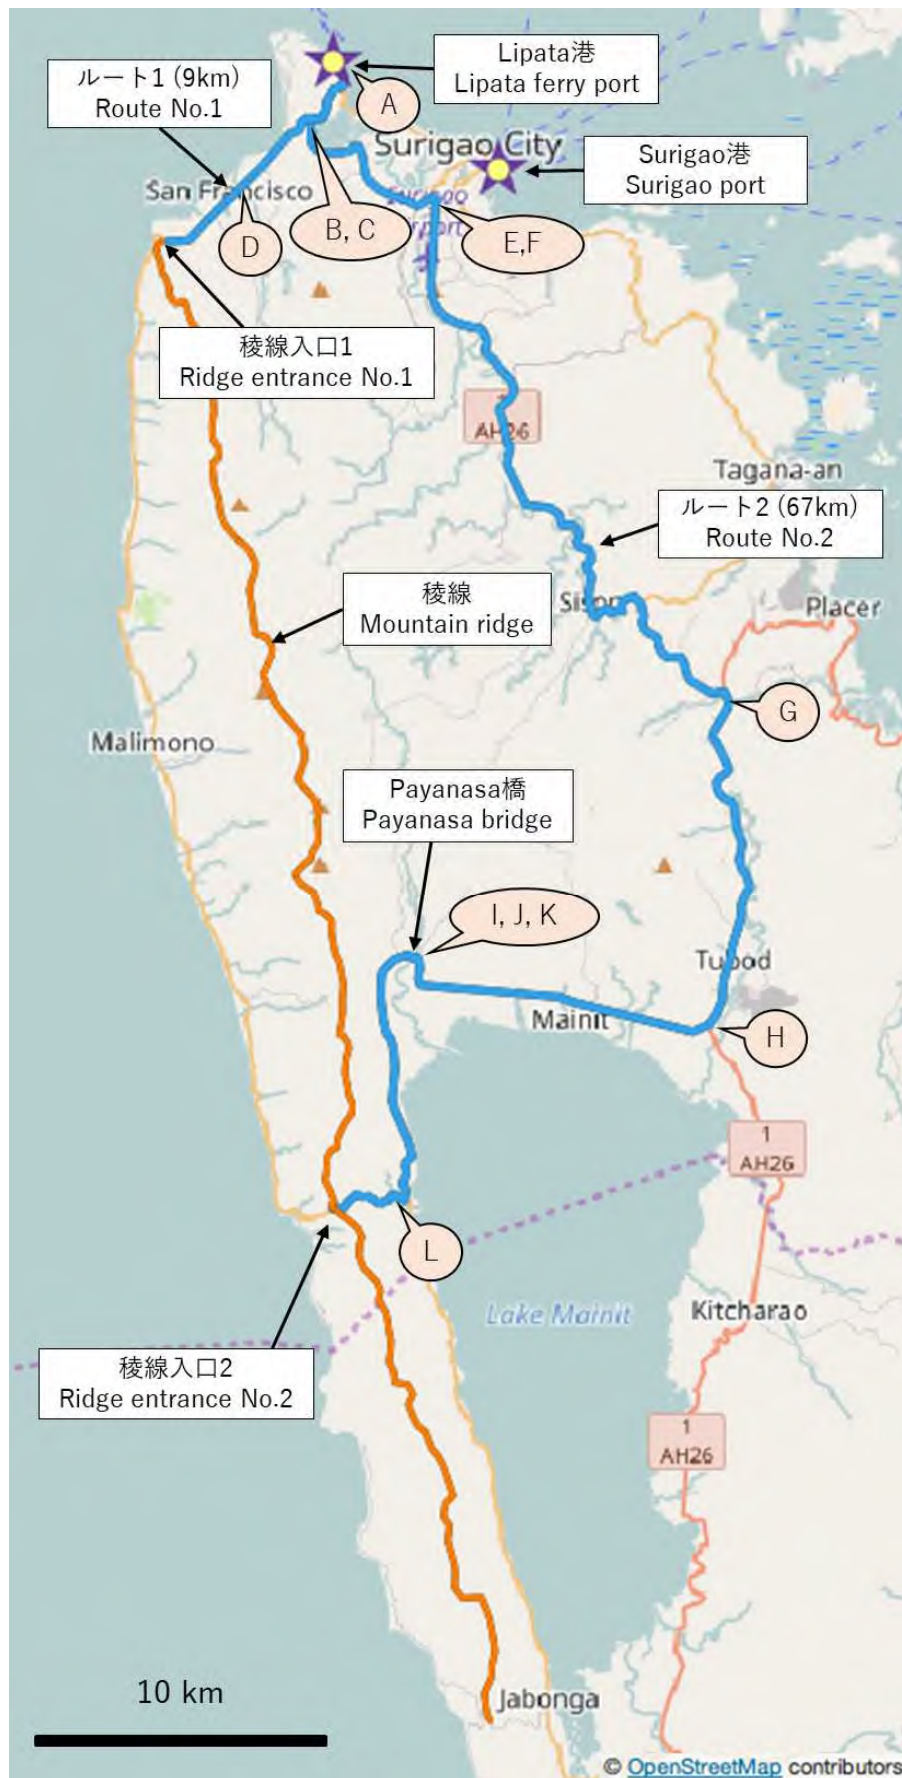 Lipata港
Lipata ferry port
ルート1 (9km)
Route No.1
A
Surigao City
Surigao港
Surigao port
San Francisco
D
B, C
E,F
稜線入口1
Ridge entrance No.1
AH26
Tagana-an
ルート2 (67km)
Route No.2
稜線
Mountain ridge
Placer
G
Malimono
Payanasa橋
Payanasa bridge
I, J, K
Tubod
Mainit
H
1
AH26
L
Lake Mainit
Kitcharao
稜線入口2
Ridge entrance No.2
1
AH26
10 km
Jabonga
© OpenStreetMap contributors